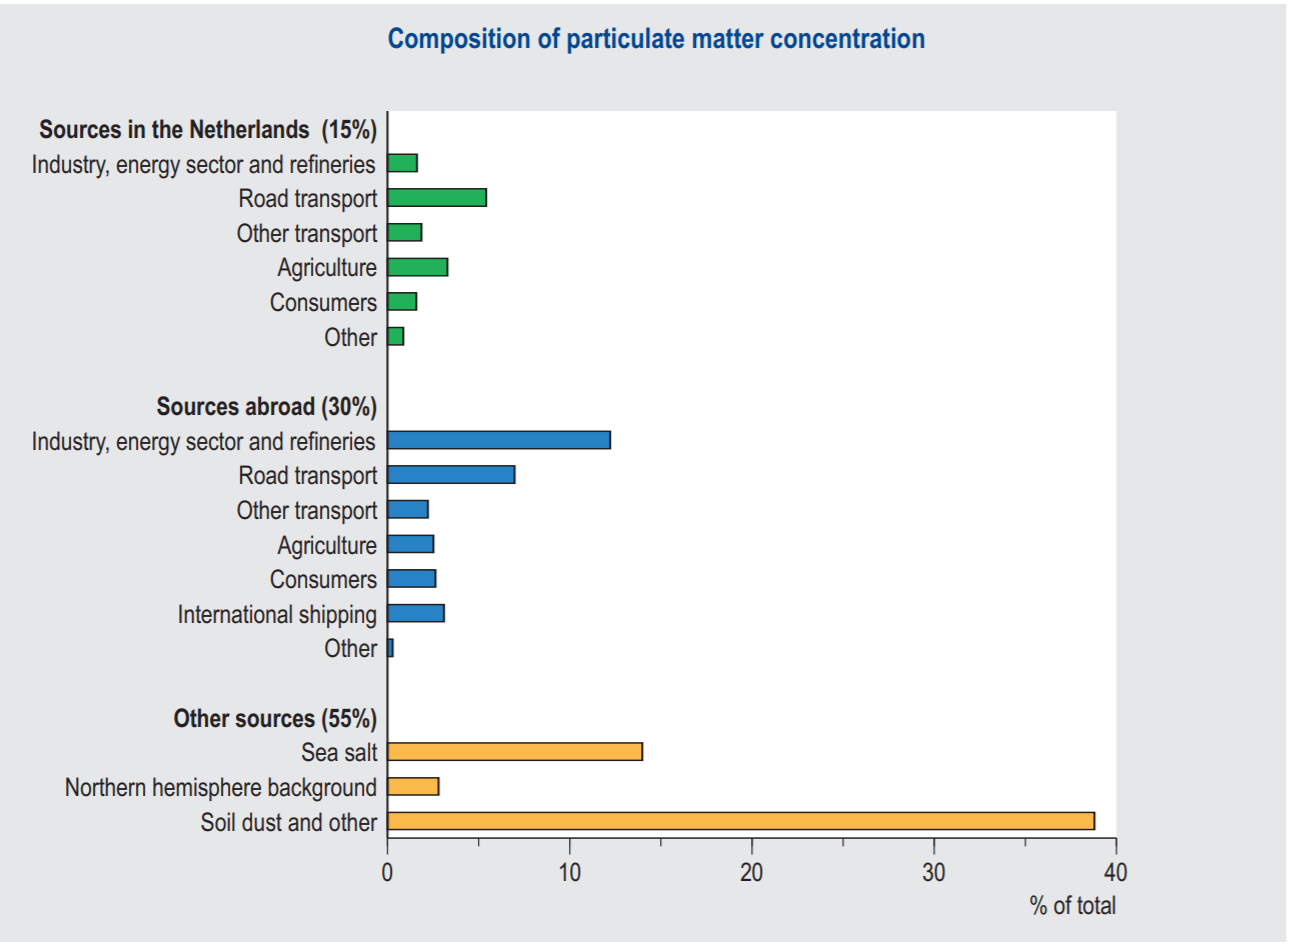 Composition of particulate matter concentration
Sources in the Netherlands (15%)
Industry, energy sector and refineries
Road transport
Other transport
Agriculture
Consumers
Other
Sources abroad (30%)
Industry, energy sector and refineries
Road transport
Other transport
Agriculture
Consumers
International shipping
Other
Other sources (55%)
Sea salt
Northern hemisphere background
Soil dust and other
0 10 20 30 40
% of total